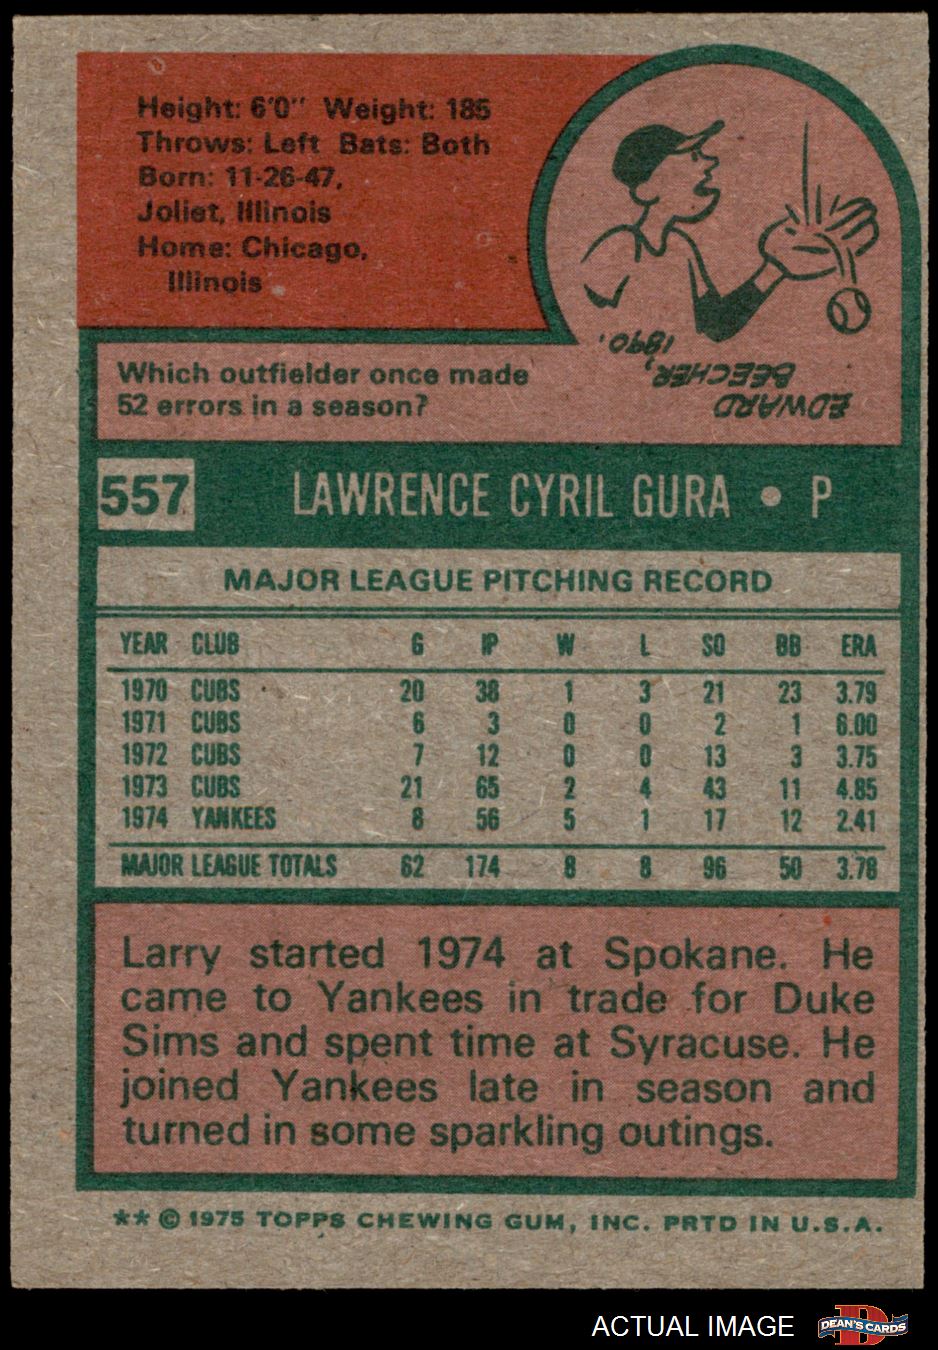 Height: 6'0" Weight: 185
Throws: Left Bats: Both
Born: 11-26-47,
Joliet, Illinois
Home: Chicago,
Illinois
Which outfielder once made
52 errors in a season?
EDWARD
BEECHER,
1890.
557 LAWRENCE CYRIL GURA • P
MAJOR LEAGUE PITCHING RECORD
YEAR CLUB G IP W L SO BB ERA
1970 CUBS 20 38 1 3 21 23 3.79
1971 CUBS 6 3 0 0 2 1 6.00
1972 CUBS 7 12 0 0 13 3 3.75
1973 CUBS 21 65 2 4 43 11 4.85
1974 YANKEES 8 56 5 1 17 12 2.41
MAJOR LEAGUE TOTALS 62 174 8 8 96 50 3.78
Larry started 1974 at Spokane. He
came to Yankees in trade for Duke
Sims and spent time at Syracuse. He
joined Yankees late in season and
turned in some sparkling outings.
** © 1975 TOPPS CHEWING GUM, INC. PRTD IN U.S.A.
ACTUAL IMAGE
D
DEAN'S CARDS